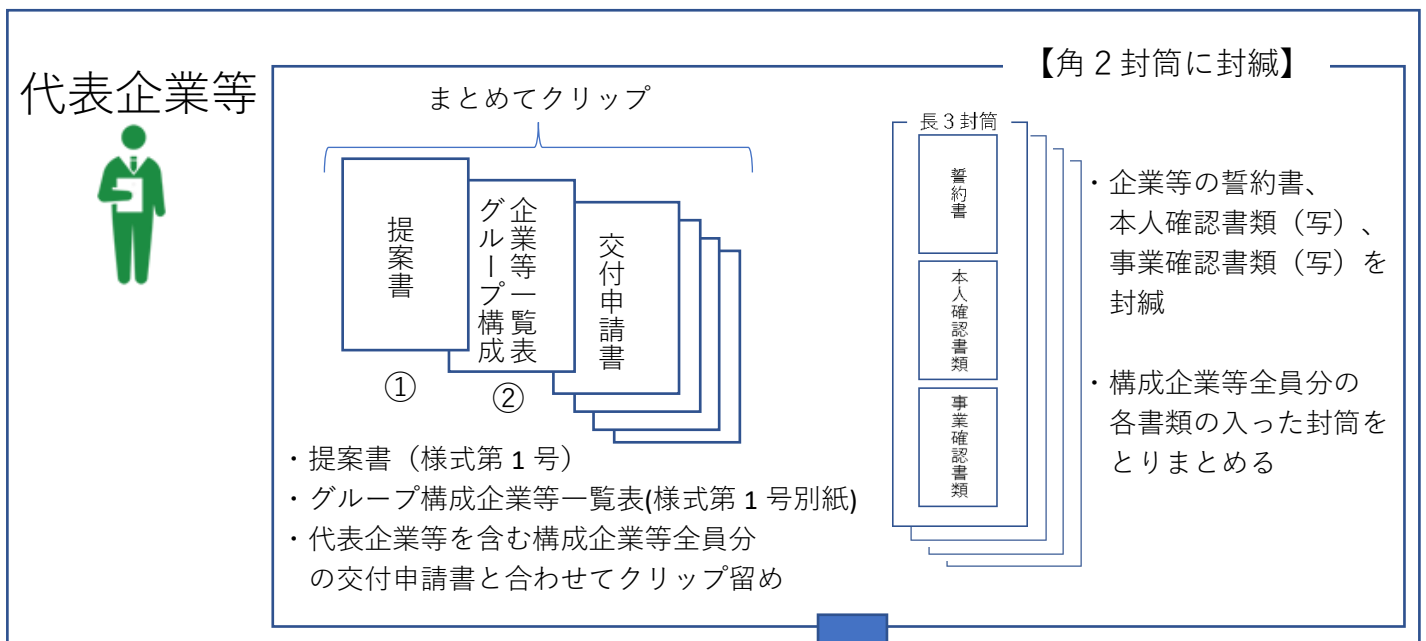 代表企業等
【角２封筒に封緘】
まとめてクリップ
提案書
グループ構成
企業等一覧表
交付申請書
①
②
・提案書（様式第１号）
・グループ構成企業等一覧表(様式第１号別紙)
・代表企業等を含む構成企業等全員分
の交付申請書と合わせてクリップ留め
長３封筒
誓約書
本人確認書類
事業確認書類
・企業等の誓約書、
本人確認書類（写）、
事業確認書類（写）を
封緘
・構成企業等全員分の
各書類の入った封筒を
とりまとめる